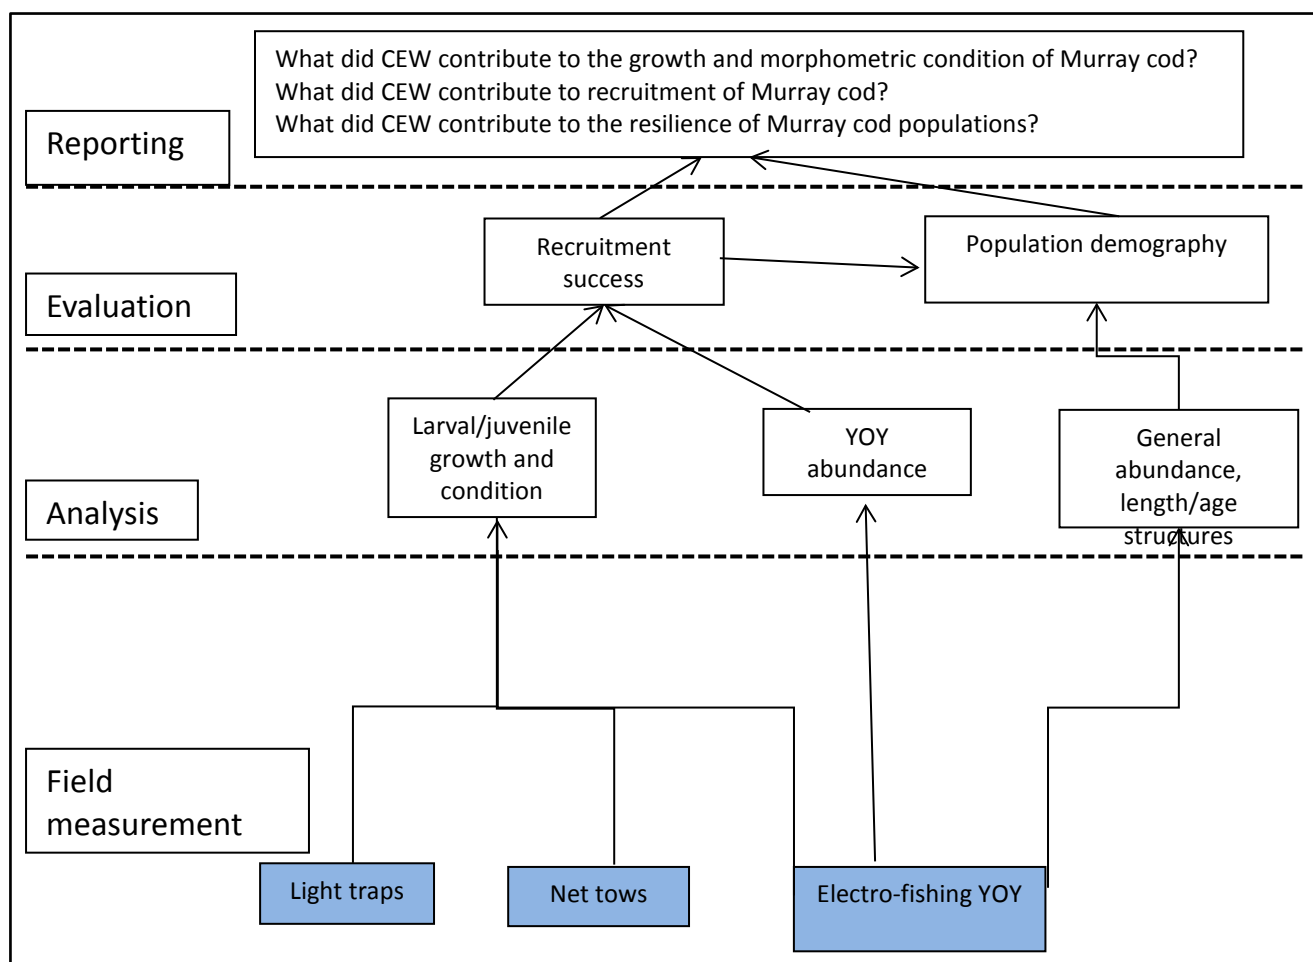 What did CEW contribute to the growth and morphometric condition of Murray cod?
What did CEW contribute to recruitment of Murray cod?
What did CEW contribute to the resilience of Murray cod populations?
Reporting
Recruitment
success
Population demography
Evaluation
Larval/juvenile
growth and
condition
YOY
abundance
General
abundance,
length/age
structures
Analysis
Field
measurement
Light traps
Net tows
Electro-fishing YOY